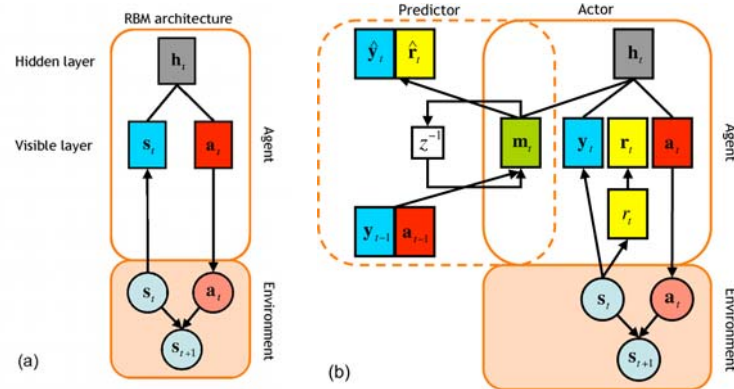 RBM architecture
Hidden layer
h_t
Visible layer
s_t
a_t
Agent
s_t
a_t
s_{t+1}
Environment
(a)
Predictor
Actor
ŷ_t
r̂_t
h_t
z^{-1}
m_t
y_t
r_t
a_t
Agent
y_{t-1}
a_{t-1}
r_t
s_t
a_t
s_{t+1}
Environment
(b)